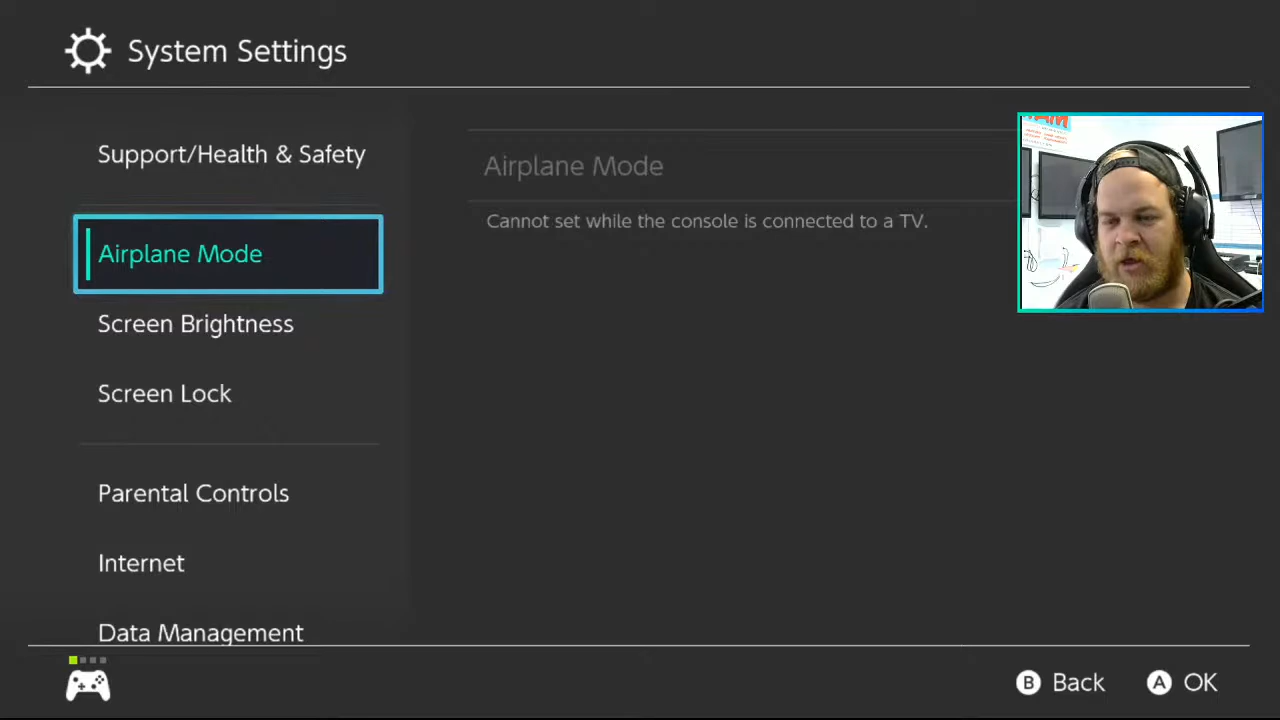 System Settings
Support/Health & Safety
Airplane Mode
Screen Brightness
Screen Lock
Parental Controls
Internet
Data Management
Airplane Mode
Cannot set while the console is connected to a TV.
B Back
A OK